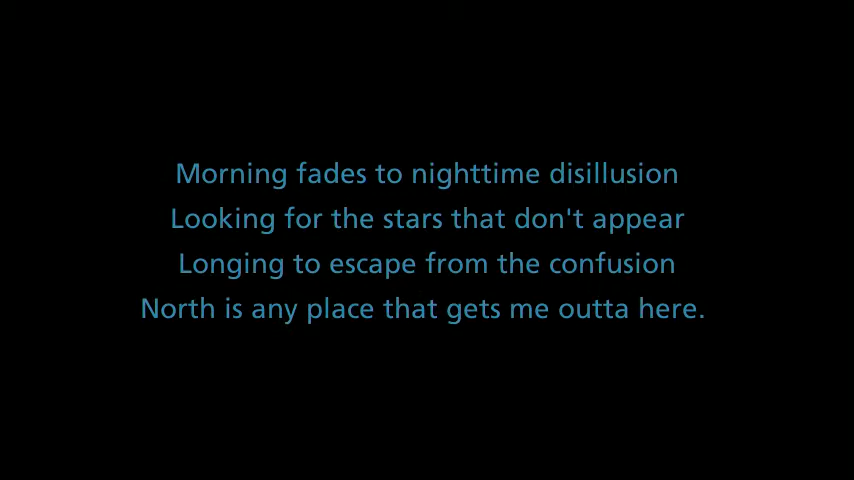 Morning fades to nighttime disillusion
Looking for the stars that don't appear
Longing to escape from the confusion
North is any place that gets me outta here.